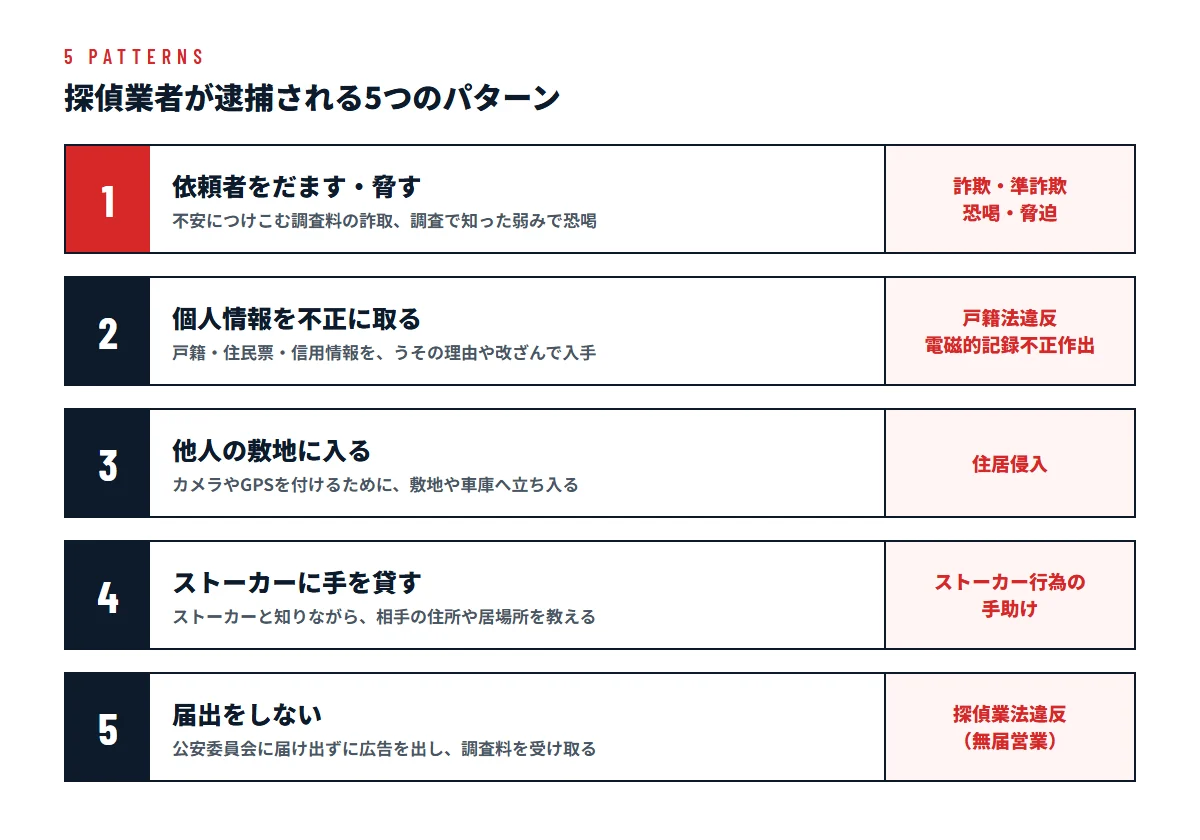 5 PATTERNS
探偵業者が逮捕される5つのパターン
1
依頼者をだます・脅す
不安につけこむ調査料の詐取、調査で知った弱みで恐喝
詐欺・準詐欺
恐喝・脅迫
2
個人情報を不正に取る
戸籍・住民票・信用情報を、うその理由や改ざんで入手
戸籍法違反
電磁的記録不正作出
3
他人の敷地に入る
カメラやGPSを付けるために、敷地や車庫へ立ち入る
住居侵入
4
ストーカーに手を貸す
ストーカーと知りながら、相手の住所や居場所を教える
ストーカー行為の
手助け
5
届出をしない
公安委員会に届け出ずに広告を出し、調査料を受け取る
探偵業法違反
（無届営業）